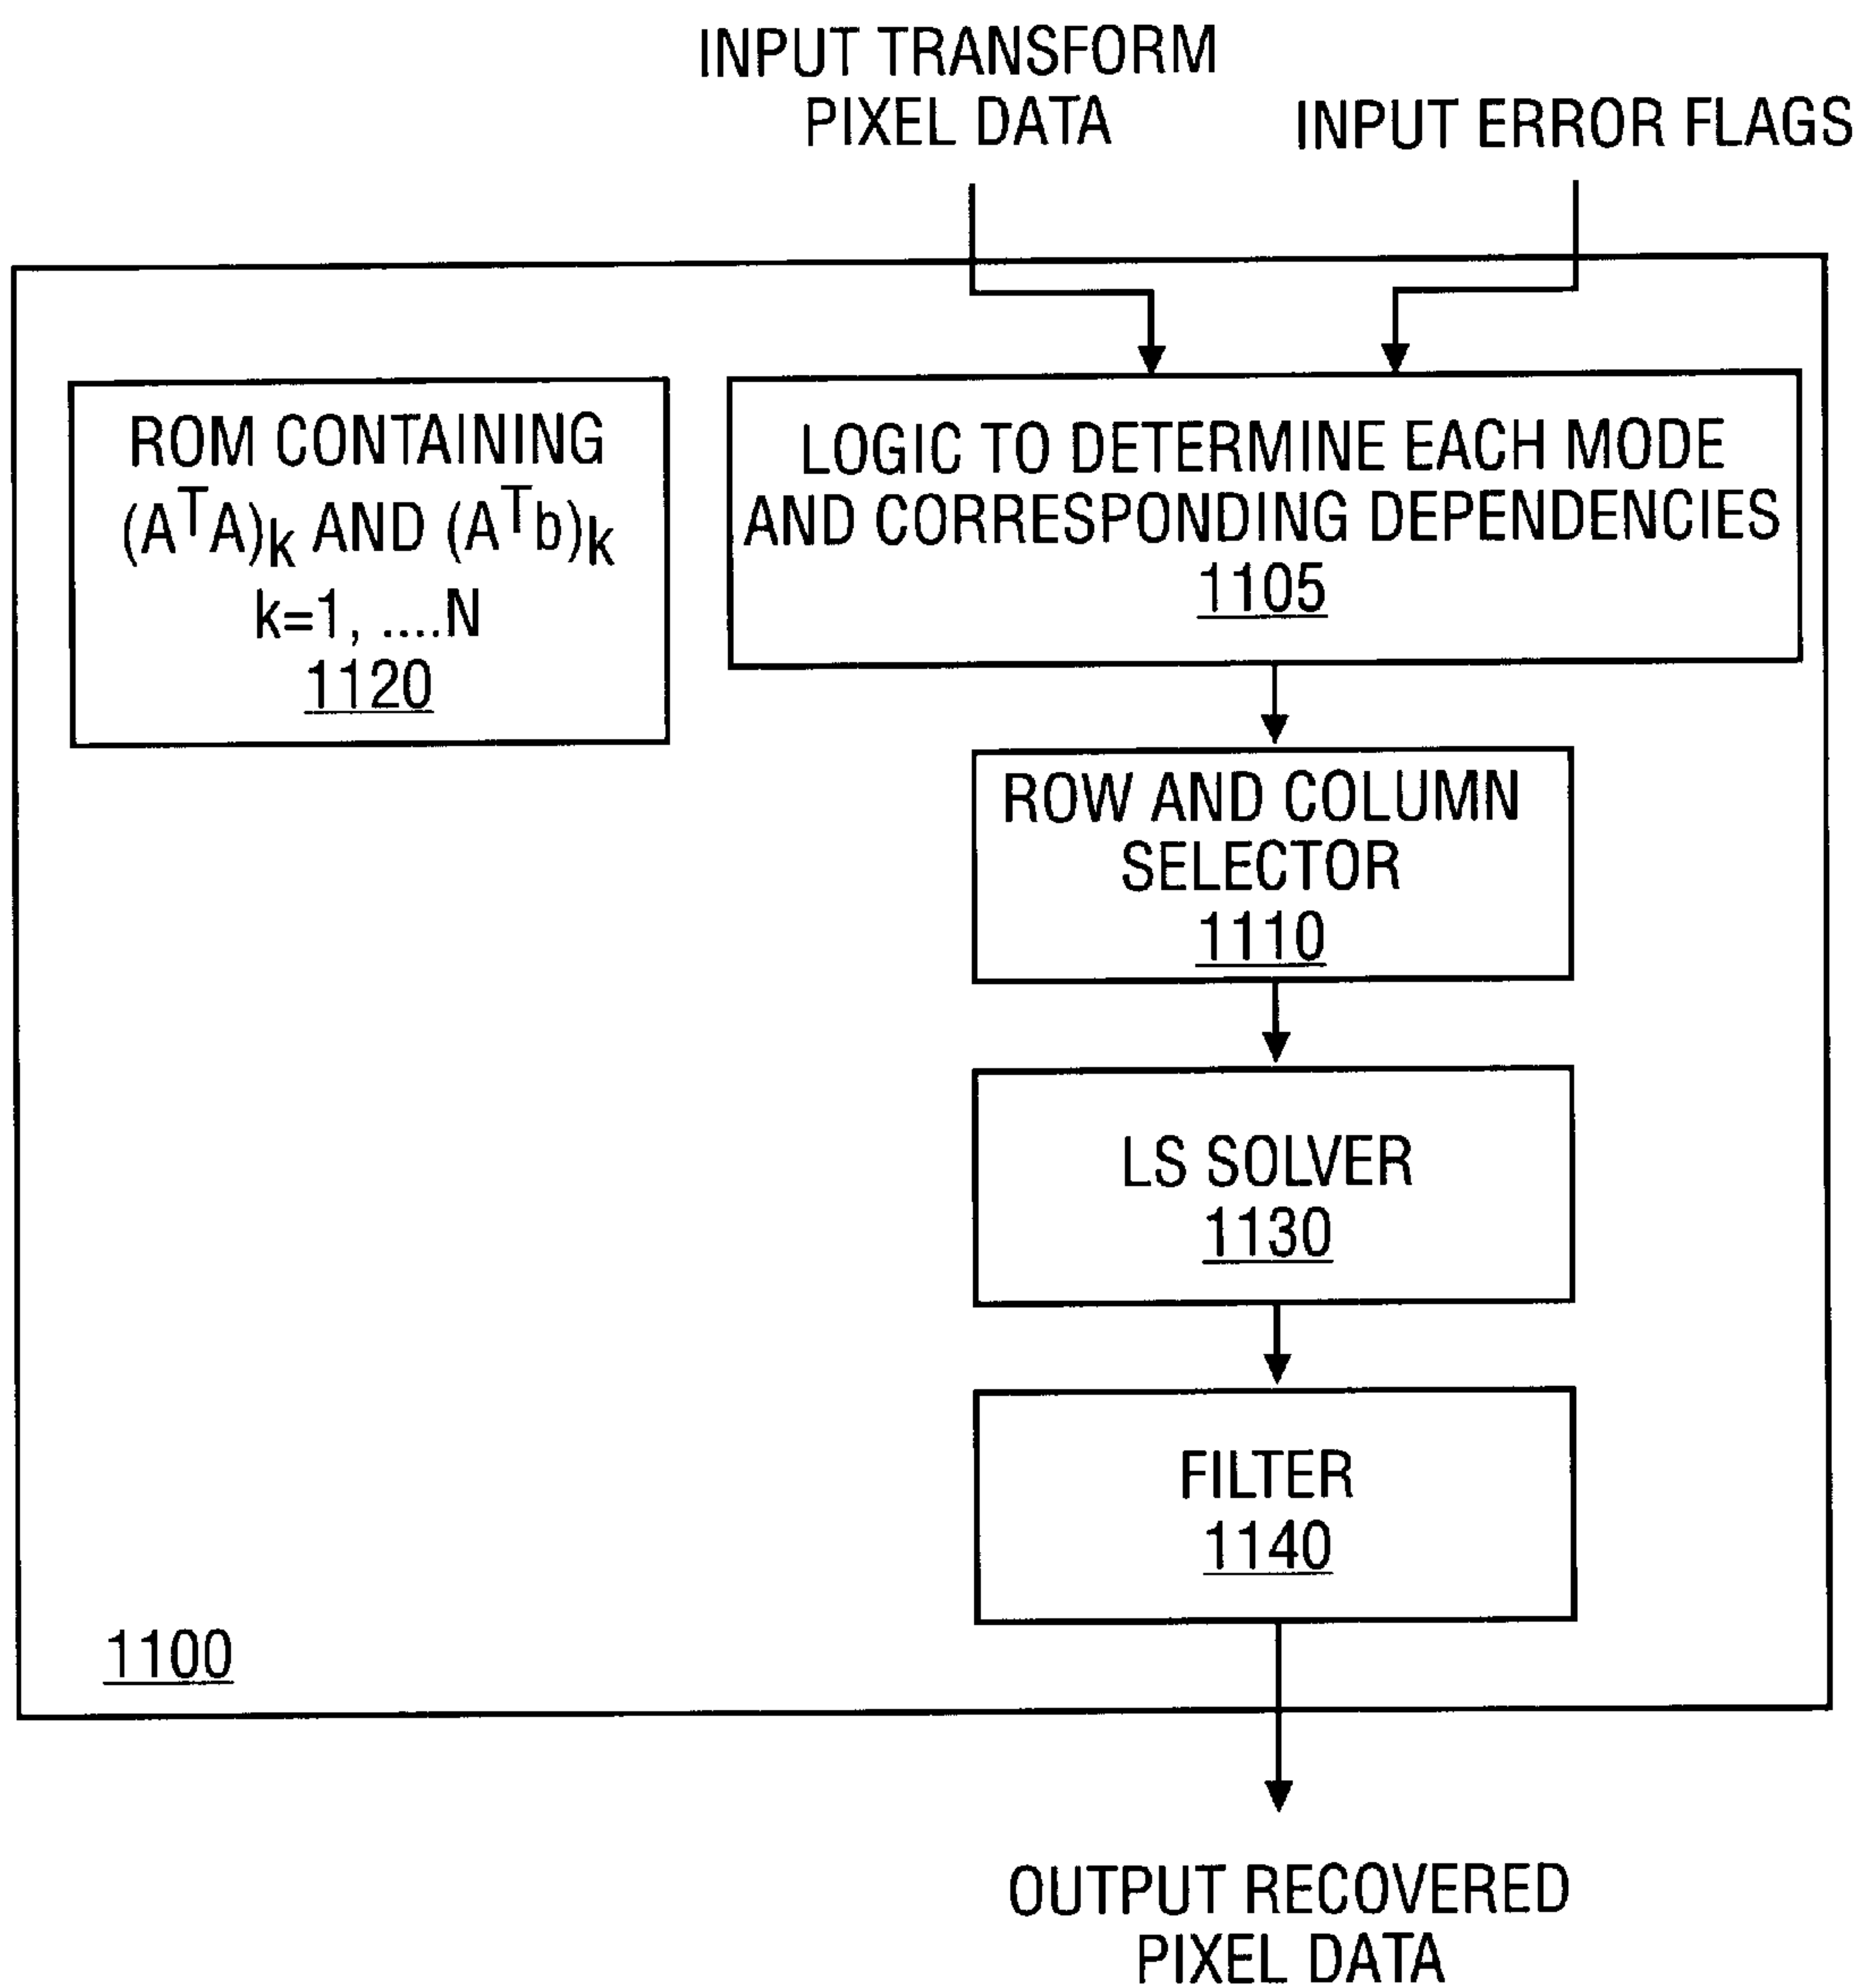 INPUT TRANSFORM
PIXEL DATA
INPUT ERROR FLAGS
ROM CONTAINING
(AᵀA)ₖ AND (Aᵀb)ₖ
k=1, ....N
1120
LOGIC TO DETERMINE EACH MODE
AND CORRESPONDING DEPENDENCIES
1105
ROW AND COLUMN
SELECTOR
1110
LS SOLVER
1130
FILTER
1140
1100
OUTPUT RECOVERED
PIXEL DATA